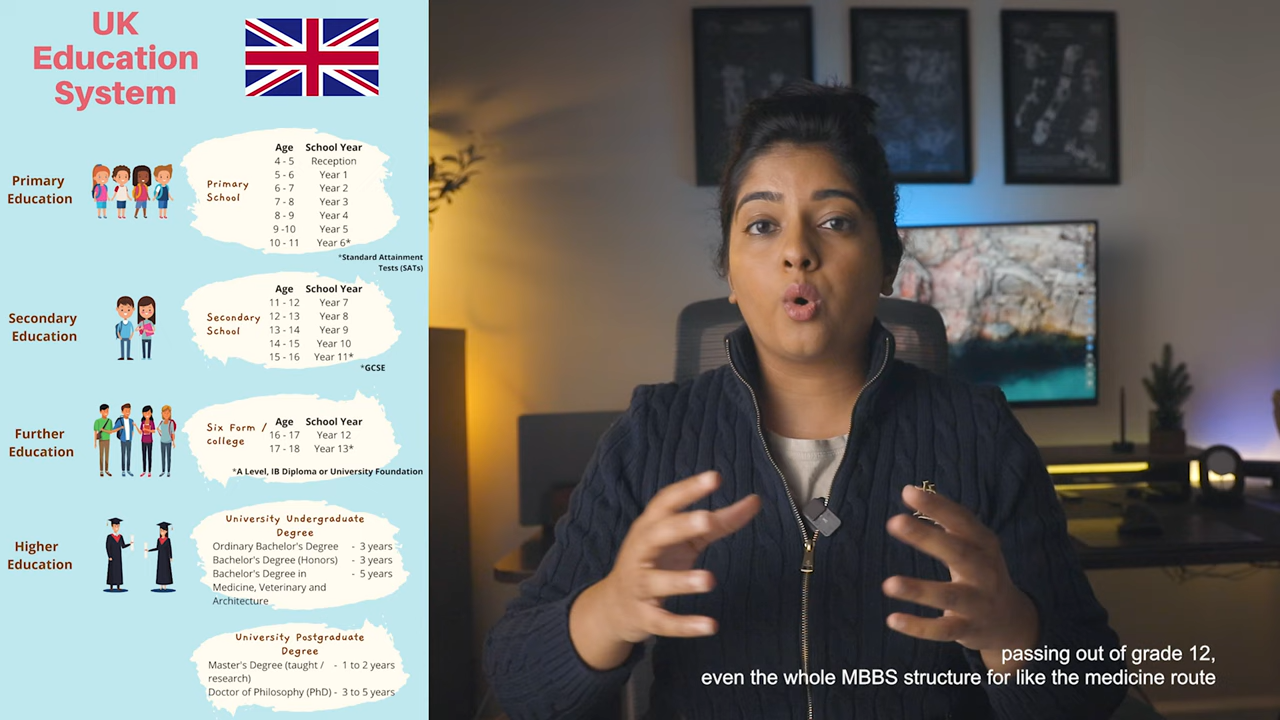 UK
Education
System
Primary
Education
Primary
School
Age School Year
4 - 5 Reception
5 - 6 Year 1
6 - 7 Year 2
7 - 8 Year 3
8 - 9 Year 4
9 -10 Year 5
10 - 11 Year 6*
*Standard Attainment
Tests (SATs)
Secondary
Education
Secondary
School
Age School Year
11 - 12 Year 7
12 - 13 Year 8
13 - 14 Year 9
14 - 15 Year 10
15 - 16 Year 11*
*GCSE
Further
Education
Six Form /
college
Age School Year
16 - 17 Year 12
17 - 18 Year 13*
*A Level, IB Diploma or University Foundation
Higher
Education
University Undergraduate
Degree
Ordinary Bachelor's Degree - 3 years
Bachelor's Degree (Honors) - 3 years
Bachelor's Degree in - 5 years
Medicine, Veterinary and
Architecture
University Postgraduate
Degree
Master's Degree (taught / - 1 to 2 years
research)
Doctor of Philosophy (PhD) - 3 to 5 years
passing out of grade 12,
even the whole MBBS structure for like the medicine route